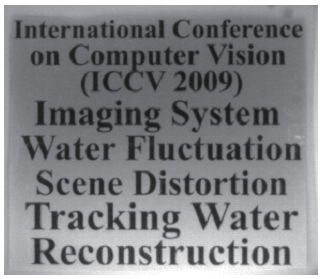 International Conference
on Computer Vision
(ICCV 2009)
Imaging System
Water Fluctuation
Scene Distortion
Tracking Water
Reconstruction